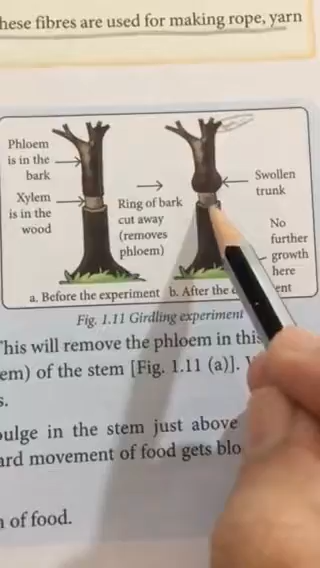 hese fibres are used for making rope, yarn
Phloem
is in the
bark
Xylem
is in the
wood
Ring of bark
cut away
(removes
phloem)
Swollen
trunk
No
further
growth
here
a. Before the experiment b. After the ent
Fig. 1.11 Girdling experiment
This will remove the phloem in this
em) of the stem [Fig. 1.11 (a)].
s.
bulge in the stem just above
ard movement of food gets blo
n of food.